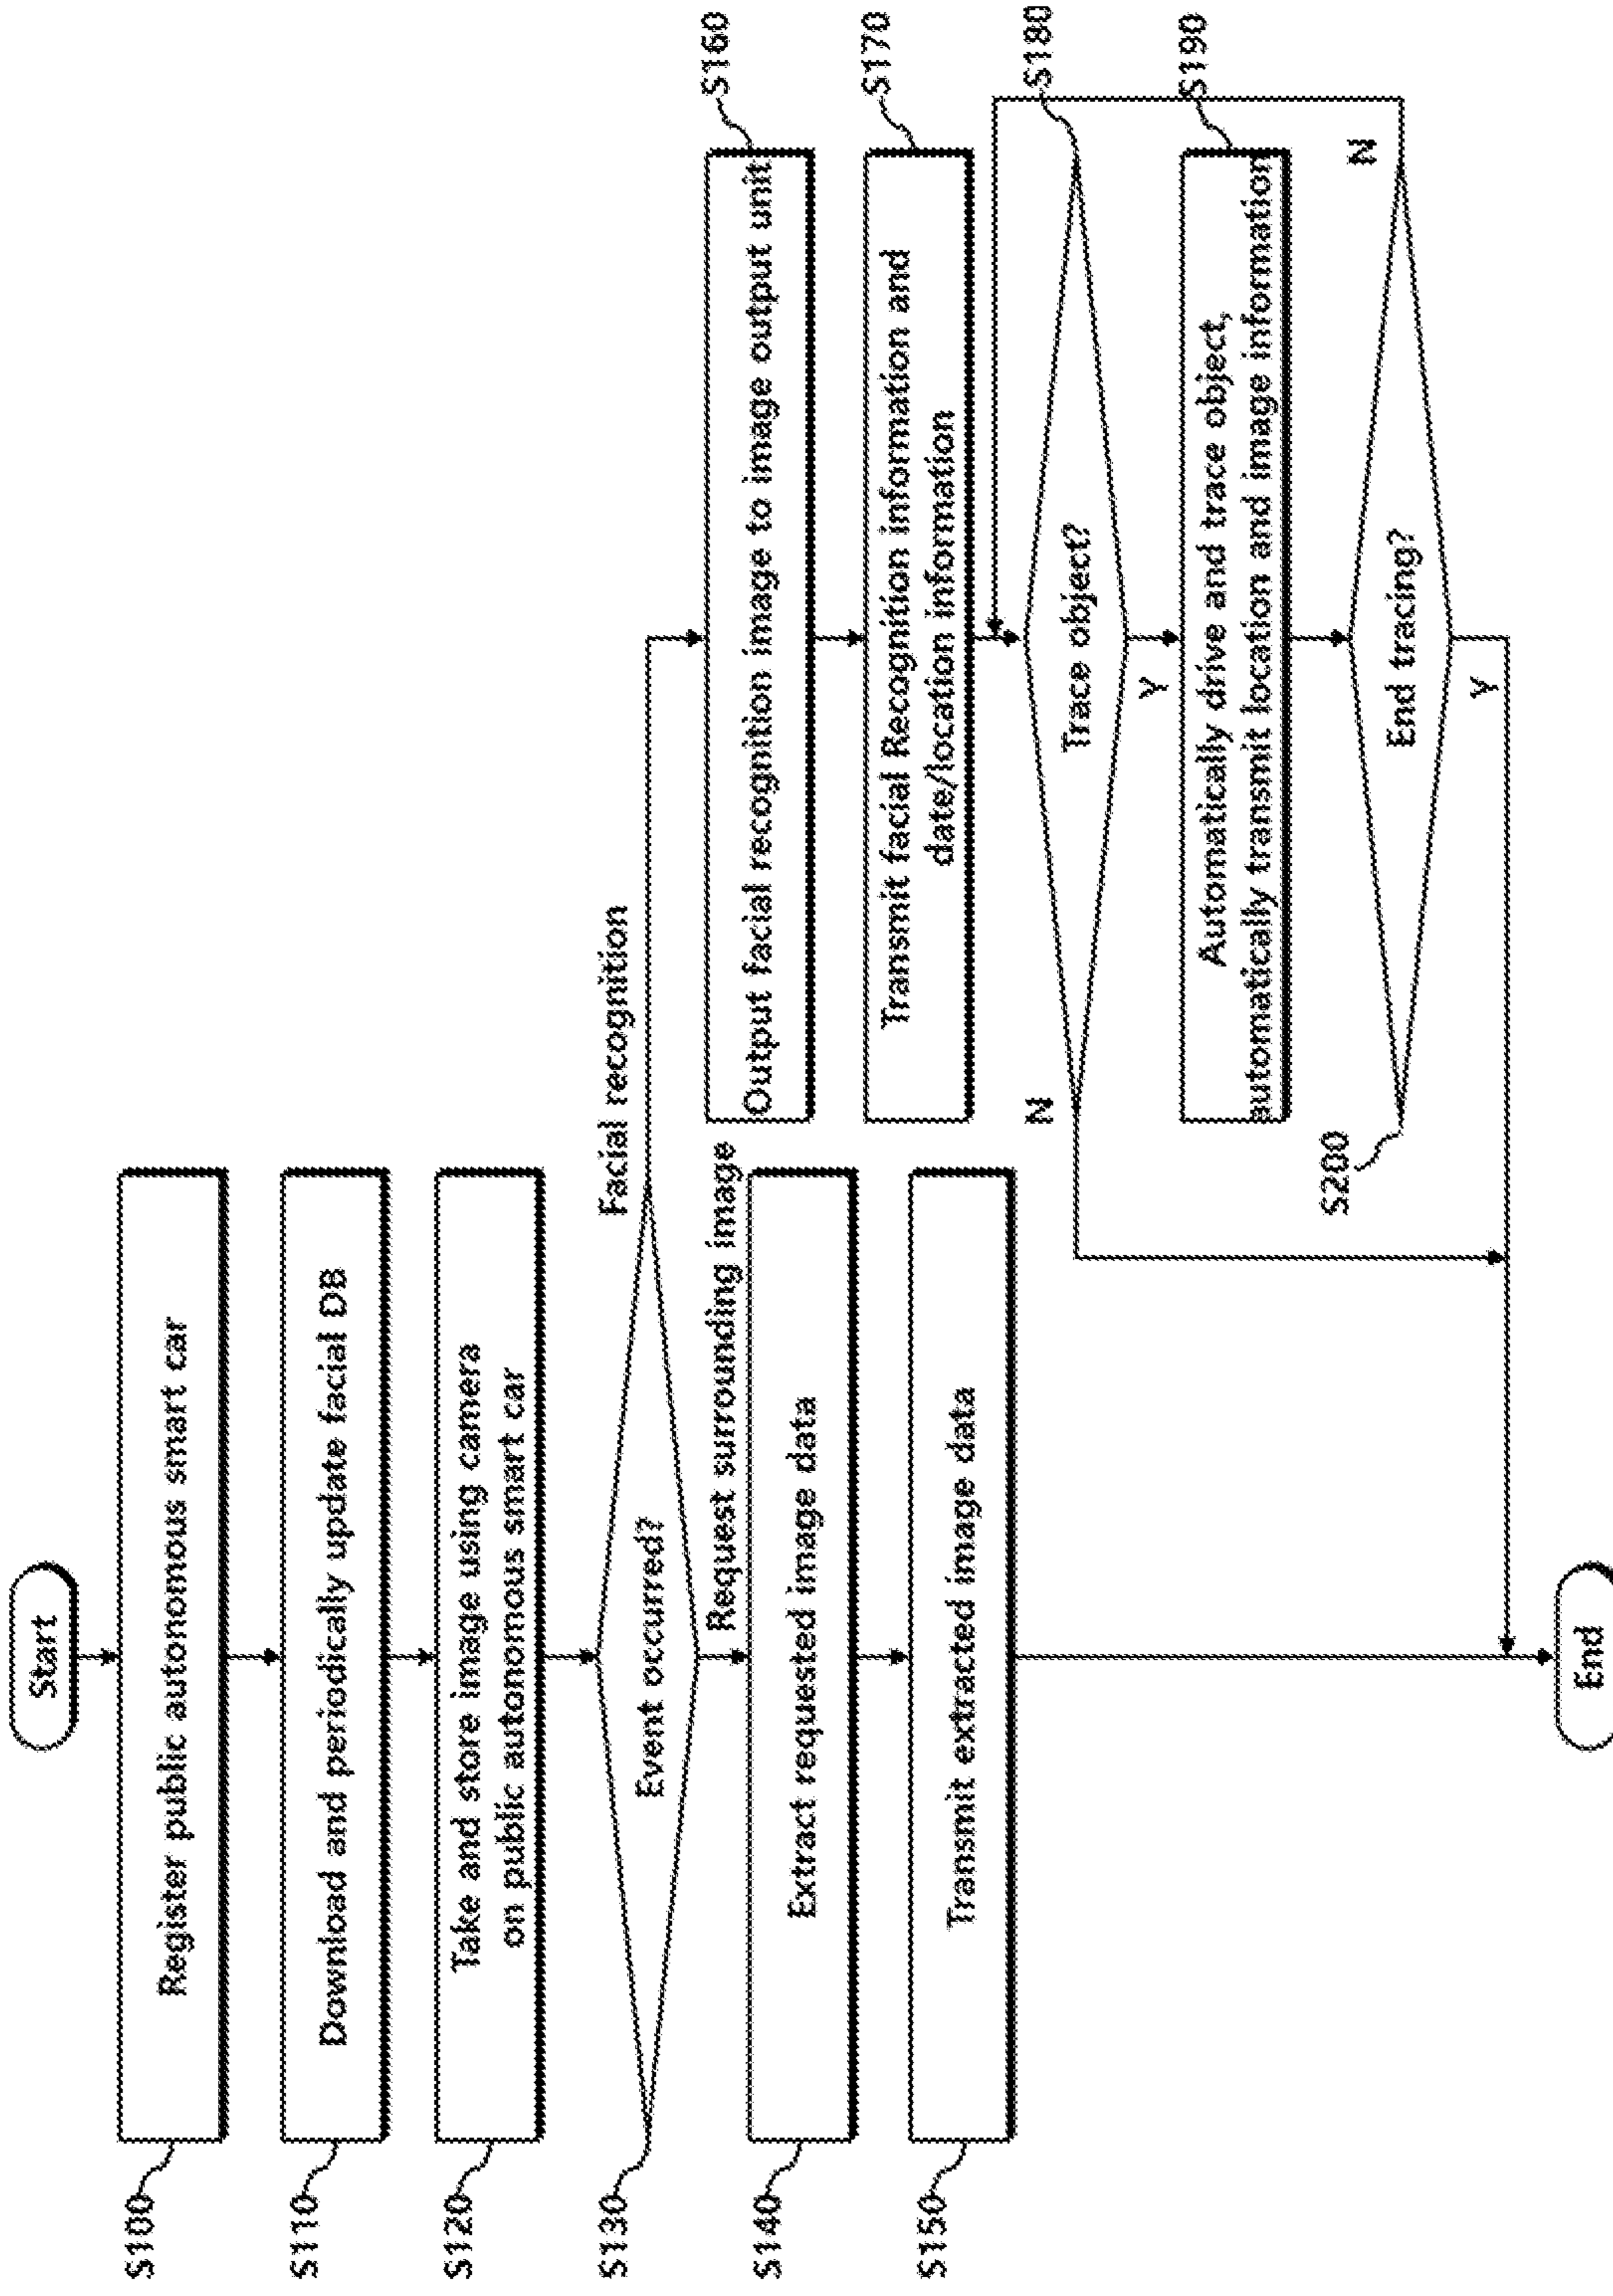 Start
S100
Register public autonomous smart car
S110
Download and periodically update facial DB
S120
Take and store image using camera
on public autonomous smart car
S130
Event occurred?
Facial recognition
Request surrounding image
S140
Extract requested image data
S150
Transmit extracted image data
S160
Output facial recognition image to image output unit
S170
Transmit facial Recognition information and
date/location information
S180
Trace object?
N
Y
S190
Automatically drive and trace object,
automatically transmit location and image information
S200
End tracing?
N
y
End